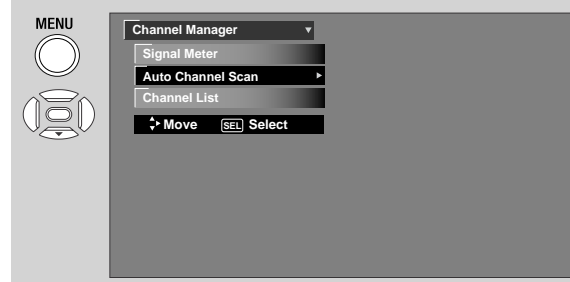 MENU
Channel Manager
Signal Meter
Auto Channel Scan
Channel List
Move SEL Select